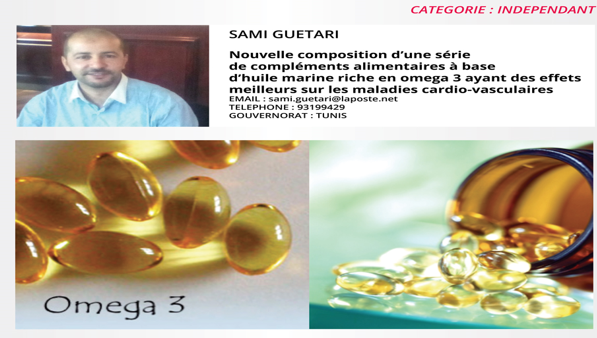 CATEGORIE : INDEPENDANT
SAMI GUETARI
Nouvelle composition d'une série
de compléments alimentaires à base
d'huile marine riche en omega 3 ayant des effets
meilleurs sur les maladies cardio-vasculaires
EMAIL : sami.guetari@laposte.net
TELEPHONE : 93199429
GOUVERNORAT : TUNIS
Omega 3